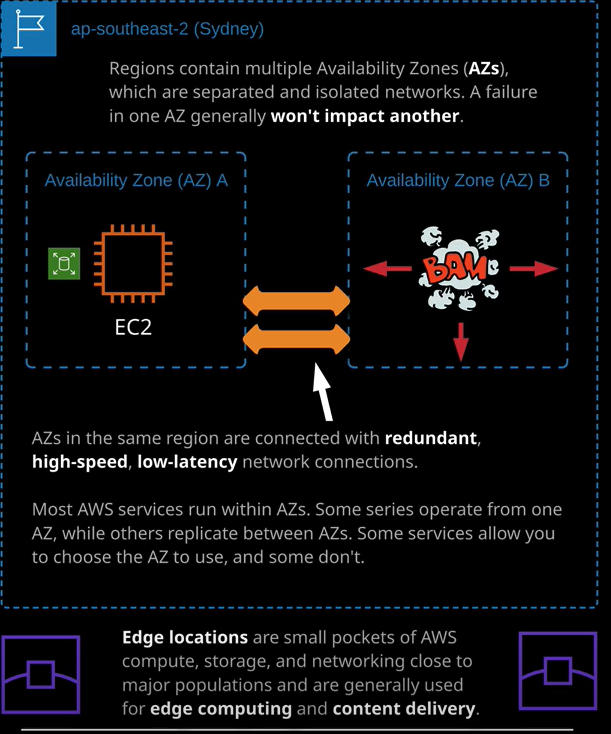 ap-southeast-2 (Sydney)
Regions contain multiple Availability Zones (AZs),
which are separated and isolated networks. A failure
in one AZ generally won't impact another.
Availability Zone (AZ) A
Availability Zone (AZ) B
BAM
EC2
AZs in the same region are connected with redundant,
high-speed, low-latency network connections.
Most AWS services run within AZs. Some series operate from one
AZ, while others replicate between AZs. Some services allow you
to choose the AZ to use, and some don't.
Edge locations are small pockets of AWS
compute, storage, and networking close to
major populations and are generally used
for edge computing and content delivery.